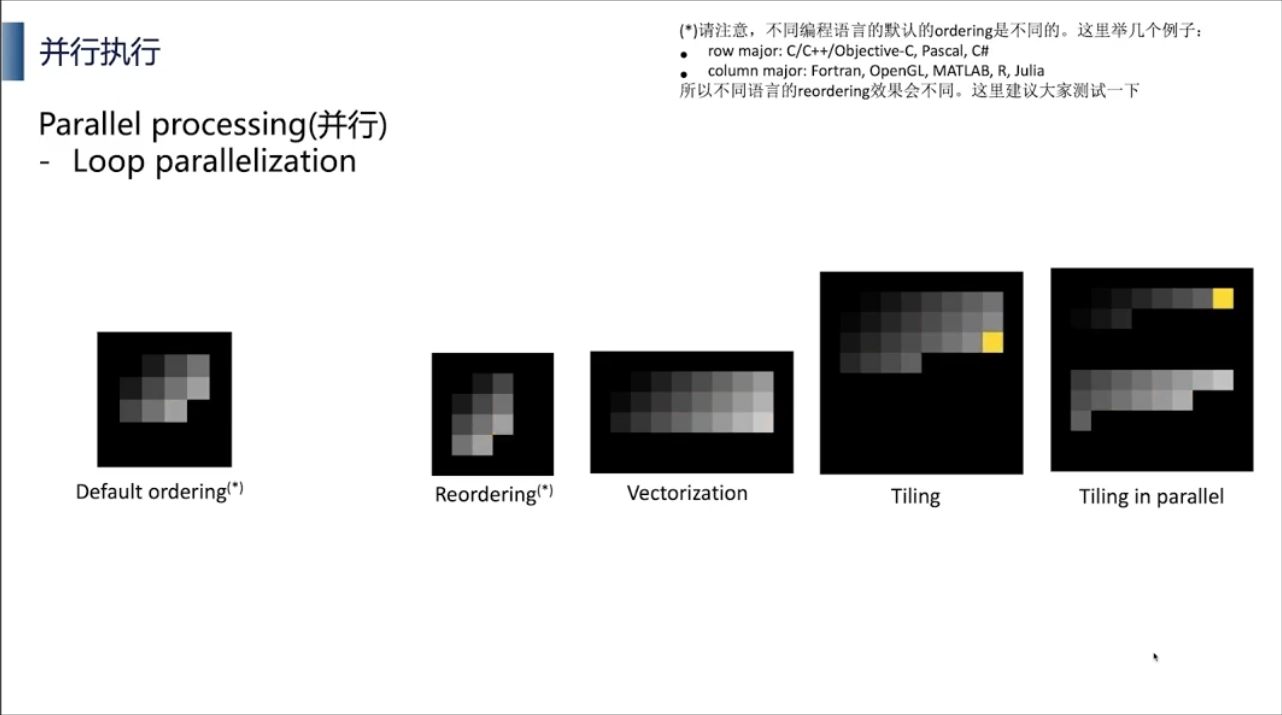 并行执行
(*)请注意，不同编程语言的默认的ordering是不同的。这里举几个例子：
• row major: C/C++/Objective-C, Pascal, C#
• column major: Fortran, OpenGL, MATLAB, R, Julia
所以不同语言的reordering效果会不同。这里建议大家测试一下
Parallel processing(并行)
- Loop parallelization
Default ordering(*)
Reordering(*)
Vectorization
Tiling
Tiling in parallel